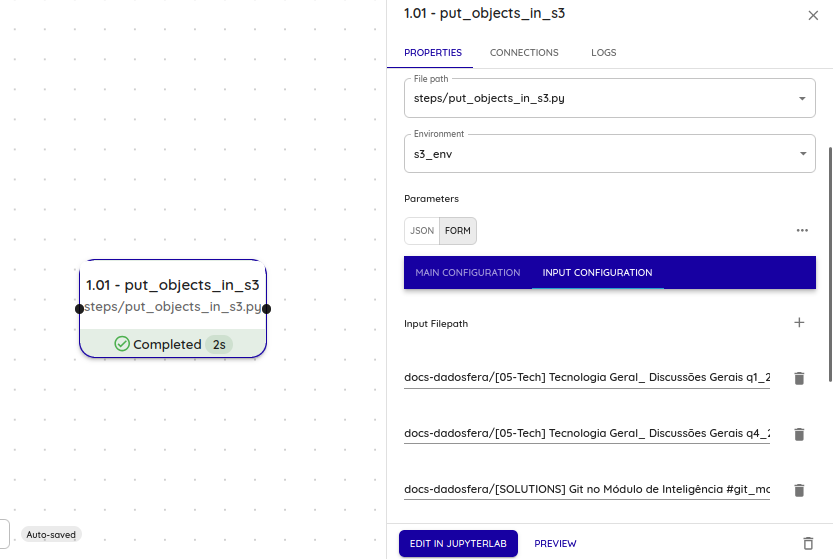 1.01 - put_objects_in_s3
PROPERTIES
CONNECTIONS
LOGS
File path
steps/put_objects_in_s3.py
Environment
s3_env
Parameters
JSON
FORM
MAIN CONFIGURATION
INPUT CONFIGURATION
Input Filepath
docs-dadosfera/[05-Tech] Tecnologia Geral_ Discussões Gerais q1_2
docs-dadosfera/[05-Tech] Tecnologia Geral_ Discussões Gerais q4_2
docs-dadosfera/[SOLUTIONS] Git no Módulo de Inteligência #git_mo
EDIT IN JUPYTERLAB
PREVIEW
1.01 - put_objects_in_s3
steps/put_objects_in_s3.py
Completed 2s
Auto-saved